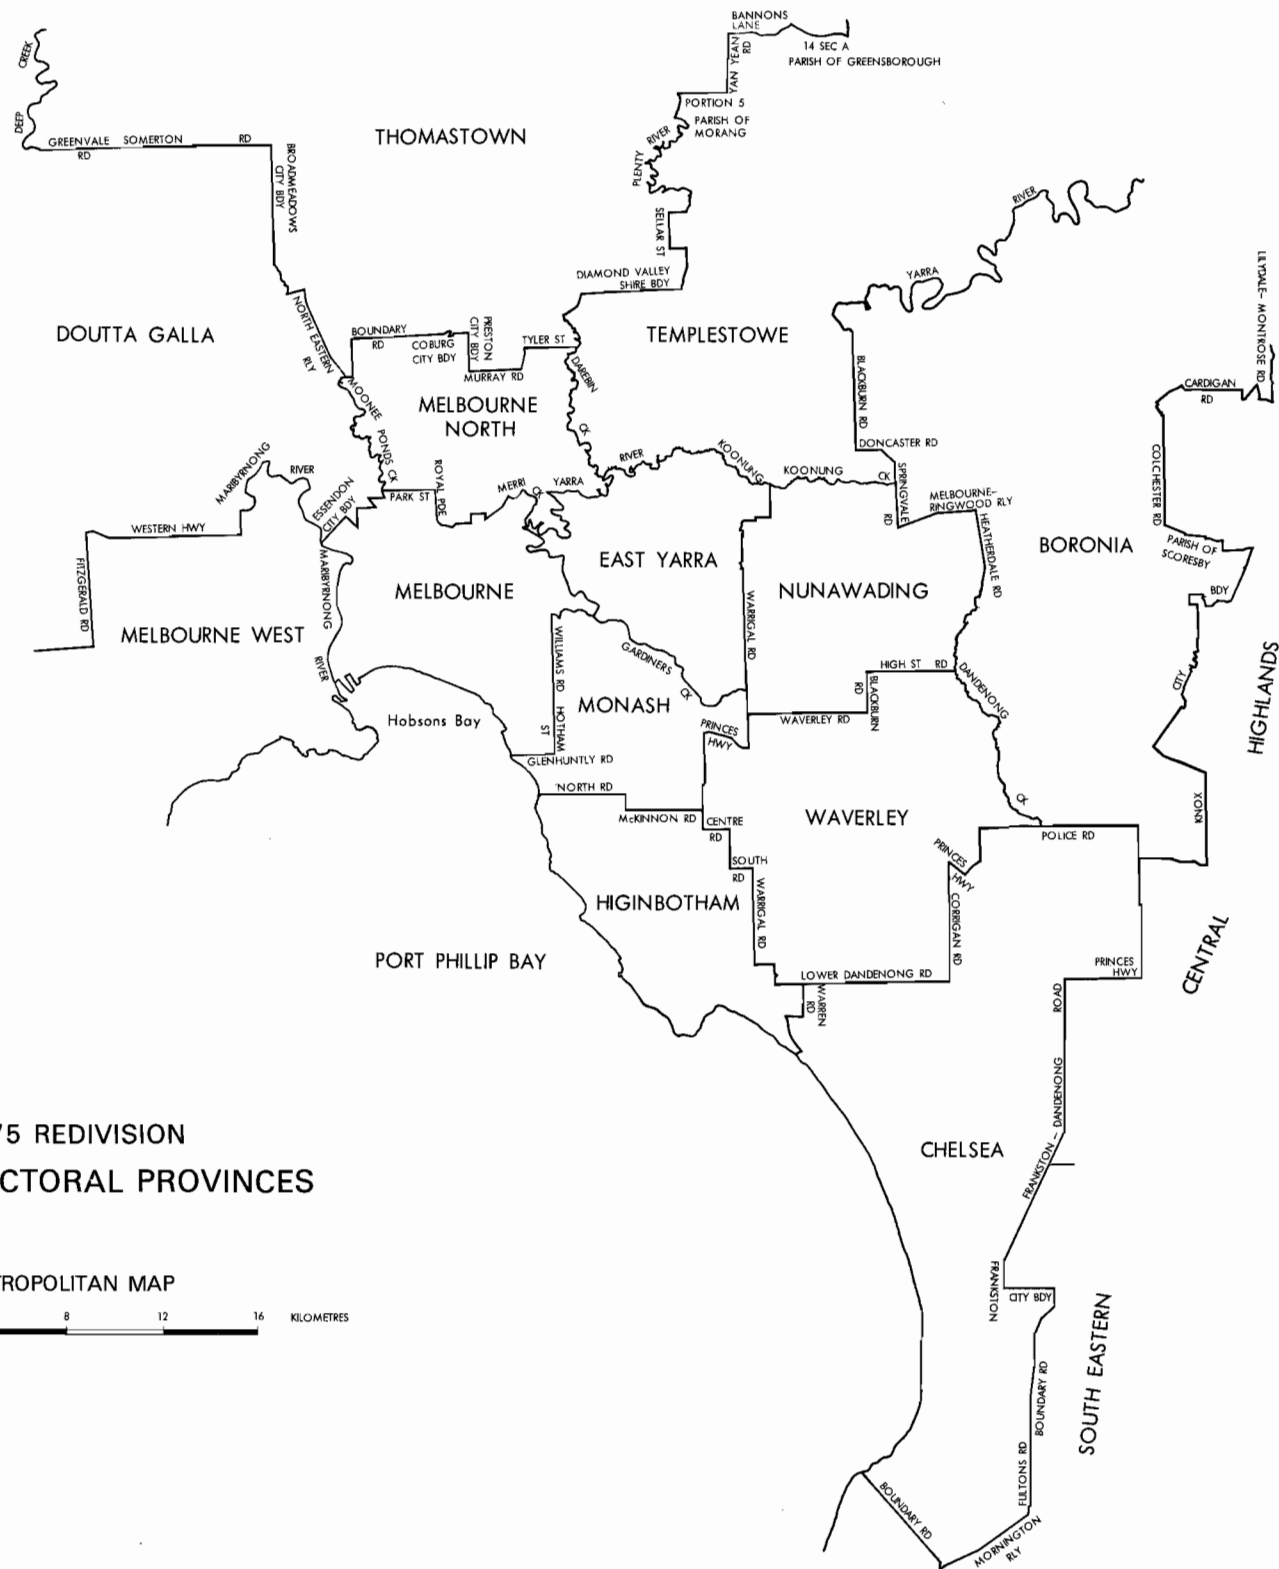 BANNONS
LANE
14 SEC A
PARISH OF GREENSBOROUGH
YAN YEAN
RD
CREEK
DEEP
GREENVALE SOMERTON RD
RD
BROADMEADOWS
CITY BDY
THOMASTOWN
PORTION 5
PARISH OF
MORANG
PLENTY RIVER
SELLAR ST
RIVER
YARRA
DIAMOND VALLEY
SHIRE BDY
LILYDALE- MONTROSE RD
DOUTTA GALLA
NORTH EASTERN
RLY
BOUNDARY
RD
COBURG
CITY BDY
PRESTON
CITY BDY
TYLER ST
MURRAY RD
TEMPLESTOWE
DAREBIN
CK
BLACKBURN RD
CARDIGAN
RD
MOONEE PONDS CK
MELBOURNE
NORTH
DONCASTER RD
COLCHESTER RD
MARIBYRNONG
RIVER
ESSENDON
CITY BDY
PARK ST
ROYAL PDE
MERRI
CK
YARRA
RIVER
KOONUNG
KOONUNG
CK
SPRINGVALE
RD
MELBOURNE-
RINGWOOD RLY
HEATHERDALE RD
WESTERN HWY
FITZGERALD RD
BORONIA
PARISH OF
SCORESBY
BDY
MARIBYRNONG
RIVER
MELBOURNE
EAST YARRA
NUNAWADING
MELBOURNE WEST
WARRIGAL RD
WILLIAMS RD
HOTHAM
ST
GARDINERS
CK
HIGH ST RD
BLACKBURN
RD
DANDENONG
CK
CITY
KNOX
HIGHLANDS
Hobsons Bay
MONASH
PRINCES
HWY
WAVERLEY RD
GLENHUNTLY RD
NORTH RD
McKINNON RD
CENTRE
RD
WAVERLEY
POLICE RD
SOUTH
RD
WARRIGAL RD
PRINCES
HWY
CORRIGAN RD
HIGINBOTHAM
CENTRAL
PORT PHILLIP BAY
LOWER DANDENONG RD
WARREN
RD
PRINCES
HWY
FRANKSTON – DANDENONG ROAD
75 REDIVISION
CTORAL PROVINCES
CHELSEA
TROPOLITAN MAP
8 12 16 KILOMETRES
FRANKSTON
CITY BDY
SOUTH EASTERN
BOUNDARY RD
FULTONS RD
BOUNDARY RD
MORNINGTON
RLY